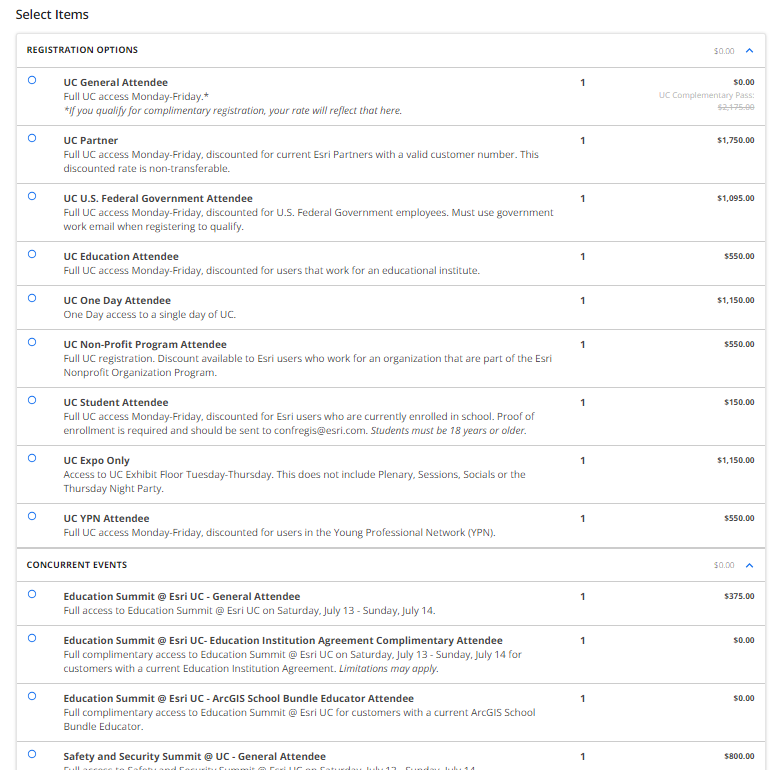 Select Items
REGISTRATION OPTIONS $0.00
UC General Attendee 1 $0.00
Full UC access Monday-Friday.* UC Complementary Pass:
*If you qualify for complimentary registration, your rate will reflect that here. $2,175.00
UC Partner 1 $1,750.00
Full UC access Monday-Friday, discounted for current Esri Partners with a valid customer number. This
discounted rate is non-transferable.
UC U.S. Federal Government Attendee 1 $1,095.00
Full UC access Monday-Friday, discounted for U.S. Federal Government employees. Must use government
work email when registering to qualify.
UC Education Attendee 1 $550.00
Full UC access Monday-Friday, discounted for users that work for an educational institute.
UC One Day Attendee 1 $1,150.00
One Day access to a single day of UC.
UC Non-Profit Program Attendee 1 $550.00
Full UC registration. Discount available to Esri users who work for an organization that are part of the Esri
Nonprofit Organization Program.
UC Student Attendee 1 $150.00
Full UC access Monday-Friday, discounted for Esri users who are currently enrolled in school. Proof of
enrollment is required and should be sent to confregis@esri.com. Students must be 18 years or older.
UC Expo Only 1 $1,150.00
Access to UC Exhibit Floor Tuesday-Thursday. This does not include Plenary, Sessions, Socials or the
Thursday Night Party.
UC YPN Attendee 1 $550.00
Full UC access Monday-Friday, discounted for users in the Young Professional Network (YPN).
CONCURRENT EVENTS $0.00
Education Summit @ Esri UC - General Attendee 1 $375.00
Full access to Education Summit @ Esri UC on Saturday, July 13 - Sunday, July 14.
Education Summit @ Esri UC- Education Institution Agreement Complimentary Attendee 1 $0.00
Full complimentary access to Education Summit @ Esri UC on Saturday, July 13 - Sunday, July 14 for
customers with a current Education Institution Agreement. Limitations may apply.
Education Summit @ Esri UC - ArcGIS School Bundle Educator Attendee 1 $0.00
Full complimentary access to Education Summit @ Esri UC for customers with a current ArcGIS School
Bundle Educator.
Safety and Security Summit @ UC - General Attendee 1 $800.00
Full access to Safety and Security Summit @ Esri UC on Saturday, July 13 - Sunday, July 14.